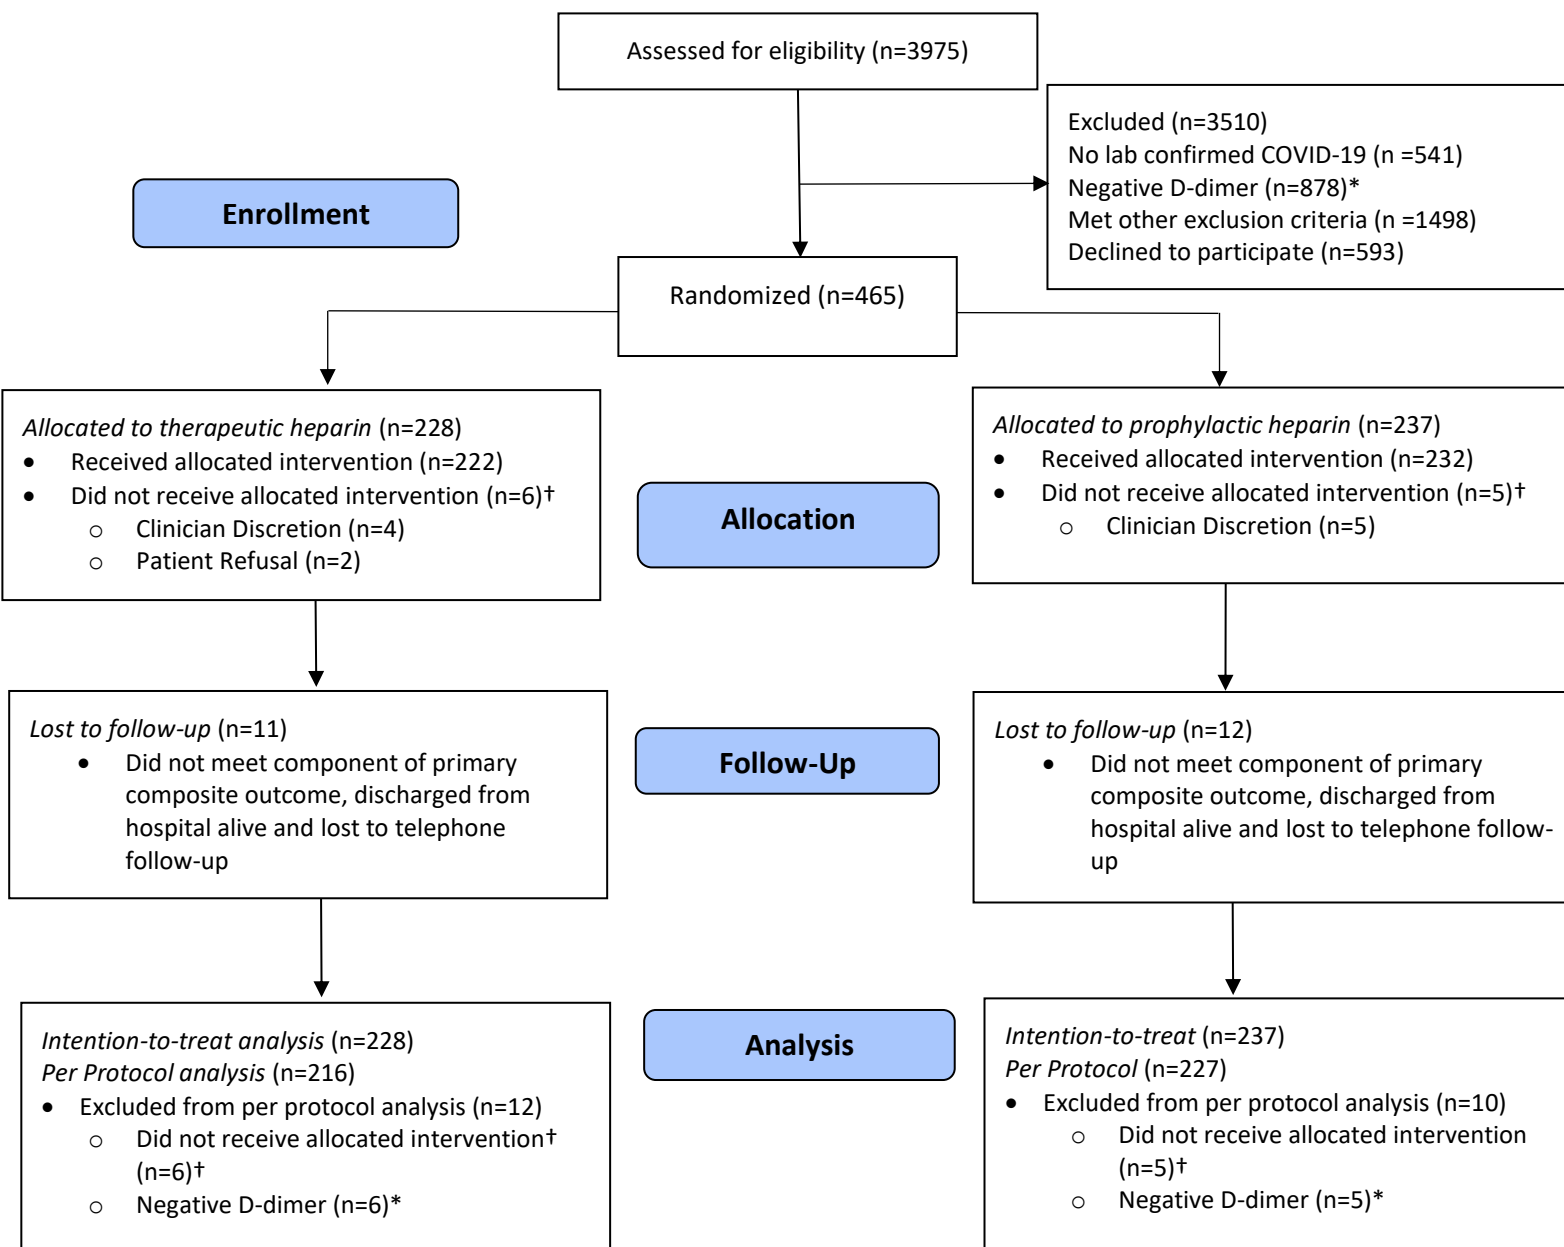 Assessed for eligibility (n=3975)
Excluded (n=3510)
No lab confirmed COVID-19 (n =541)
Negative D-dimer (n=878)*
Met other exclusion criteria (n =1498)
Declined to participate (n=593)
Enrollment
Randomized (n=465)
Allocated to therapeutic heparin (n=228)
• Received allocated intervention (n=222)
• Did not receive allocated intervention (n=6)†
o Clinician Discretion (n=4)
o Patient Refusal (n=2)
Allocation
Allocated to prophylactic heparin (n=237)
• Received allocated intervention (n=232)
• Did not receive allocated intervention (n=5)†
o Clinician Discretion (n=5)
Lost to follow-up (n=11)
• Did not meet component of primary
composite outcome, discharged from
hospital alive and lost to telephone
follow-up
Follow-Up
Lost to follow-up (n=12)
• Did not meet component of primary
composite outcome, discharged from
hospital alive and lost to telephone follow-
up
Intention-to-treat analysis (n=228)
Per Protocol analysis (n=216)
• Excluded from per protocol analysis (n=12)
o Did not receive allocated intervention†
(n=6)†
o Negative D-dimer (n=6)*
Analysis
Intention-to-treat (n=237)
Per Protocol (n=227)
• Excluded from per protocol analysis (n=10)
o Did not receive allocated intervention
(n=5)†
o Negative D-dimer (n=5)*